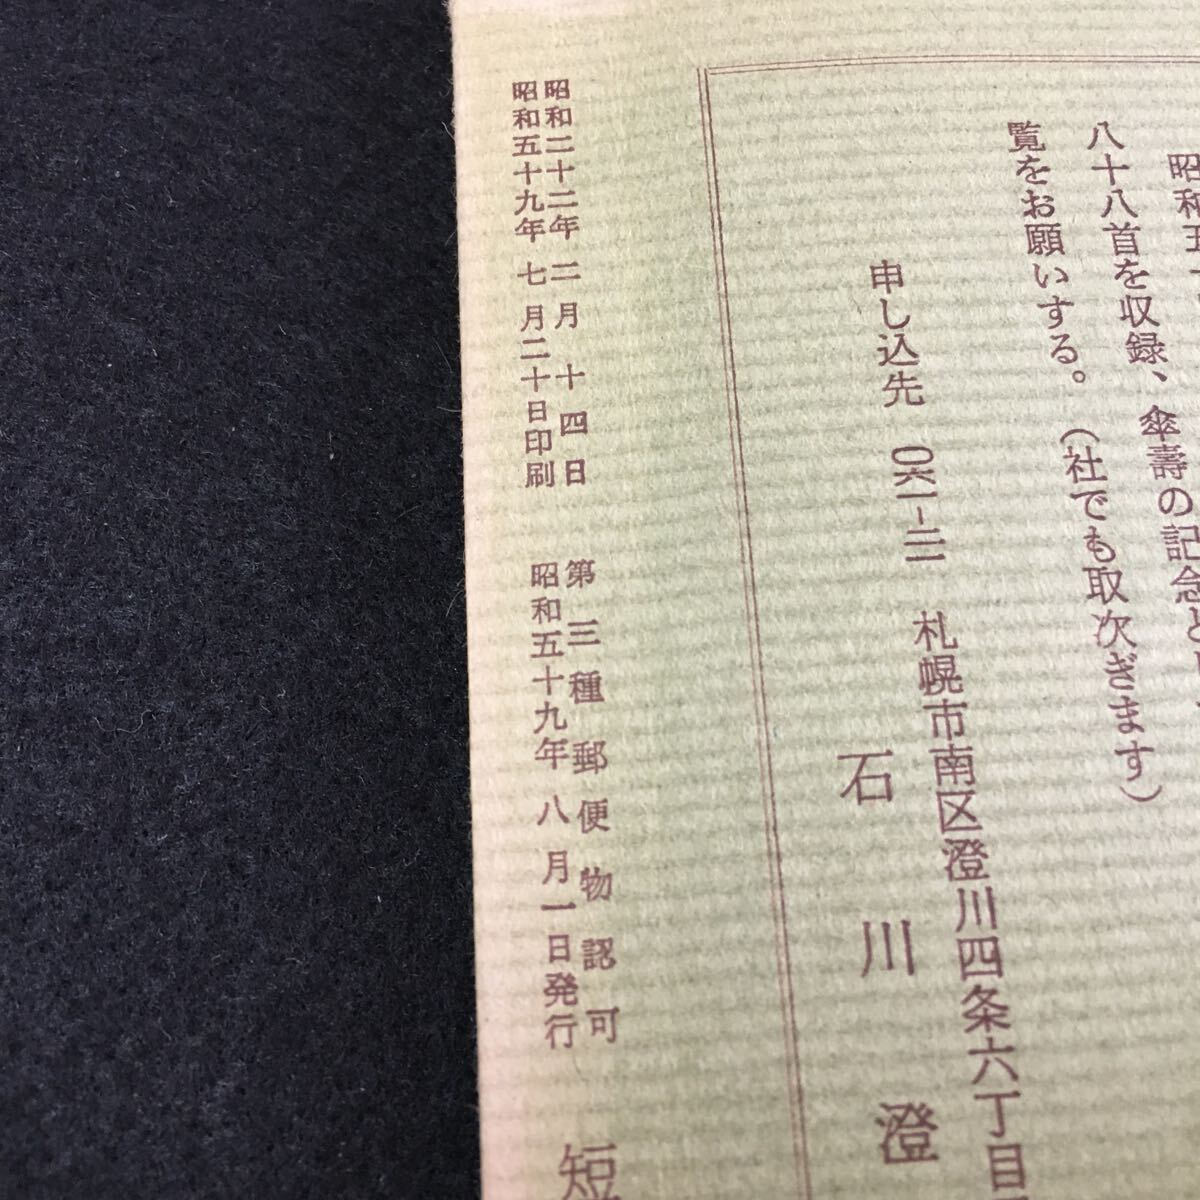 昭和五
八十八首を収録、傘壽の記念と
覧をお願いする。（社でも取次ぎます）
申し込先 〇六一-二一 札幌市南区澄川四条六丁目
石川澄
昭和二十二年二月十四日 第三種郵便物認可
昭和五十九年七月二十日印刷 昭和五十九年八月一日発行
短